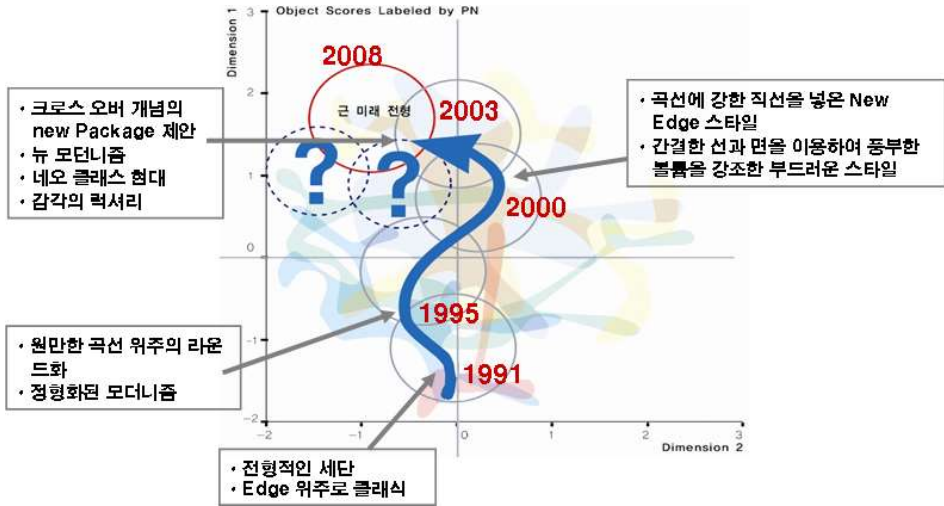 Object Scores Labeled by PN
Dimension 1
3
2
1
0
-1
-2
-2
-1
0
1
2
3
Dimension 2
2008
근 미래 전형
2003
2000
1995
1991
?
?
• 크로스 오버 개념의
new Package 제안
• 뉴 모던니즘
• 네오 클래스 현대
• 감각의 럭셔리
• 곡선에 강한 직선을 넣은 New
Edge 스타일
• 간결한 선과 면을 이용하여 풍부한
볼륨을 강조한 부드러운 스타일
• 원만한 곡선 위주의 라운
드화
• 정형화된 모더니즘
• 전형적인 세단
• Edge 위주로 클래식